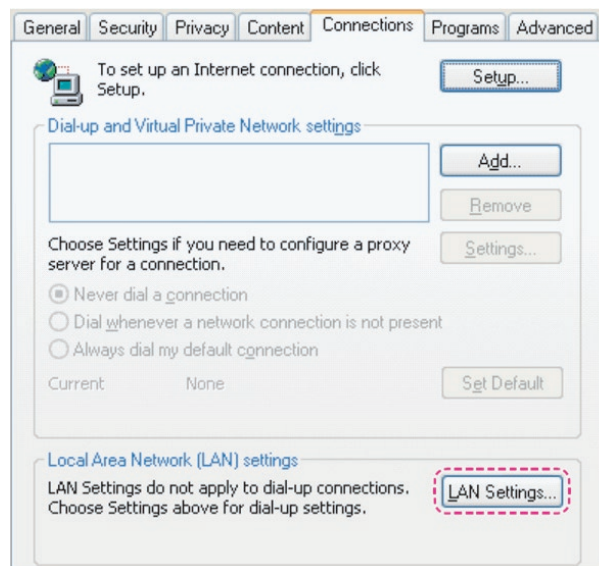 General Security Privacy Content Connections Programs Advanced
To set up an Internet connection, click
Setup.
Setup...
Dial-up and Virtual Private Network settings
Add...
Remove
Choose Settings if you need to configure a proxy
server for a connection.
Settings...
Never dial a connection
Dial whenever a network connection is not present
Always dial my default connection
Current None
Set Default
Local Area Network (LAN) settings
LAN Settings do not apply to dial-up connections.
Choose Settings above for dial-up settings.
LAN Settings...